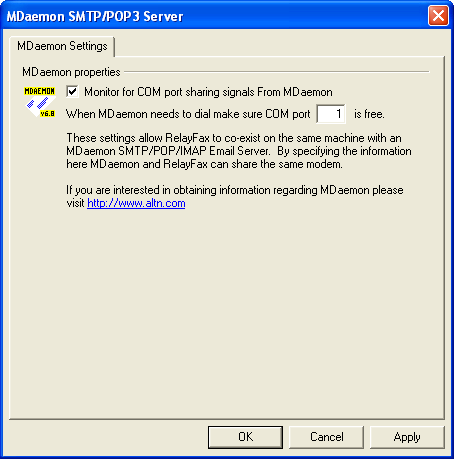 MDaemon SMTP/POP3 Server
MDaemon Settings
MDaemon properties
MDAEMON
v6.8
Monitor for COM port sharing signals From MDaemon
When MDaemon needs to dial make sure COM port 1 is free.
These settings allow RelayFax to co-exist on the same machine with an
MDaemon SMTP/POP/IMAP Email Server.  By specifying the information
here MDaemon and RelayFax can share the same modem.
If you are interested in obtaining information regarding MDaemon please
visit http://www.altn.com
OK
Cancel
Apply